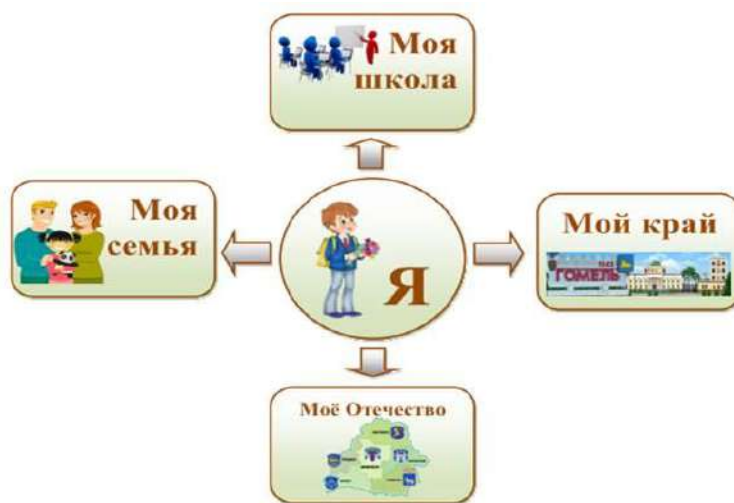 Моя
школа
Моя
семья
Я
Мой край
ГОМЕЛЬ
Моё Отечество